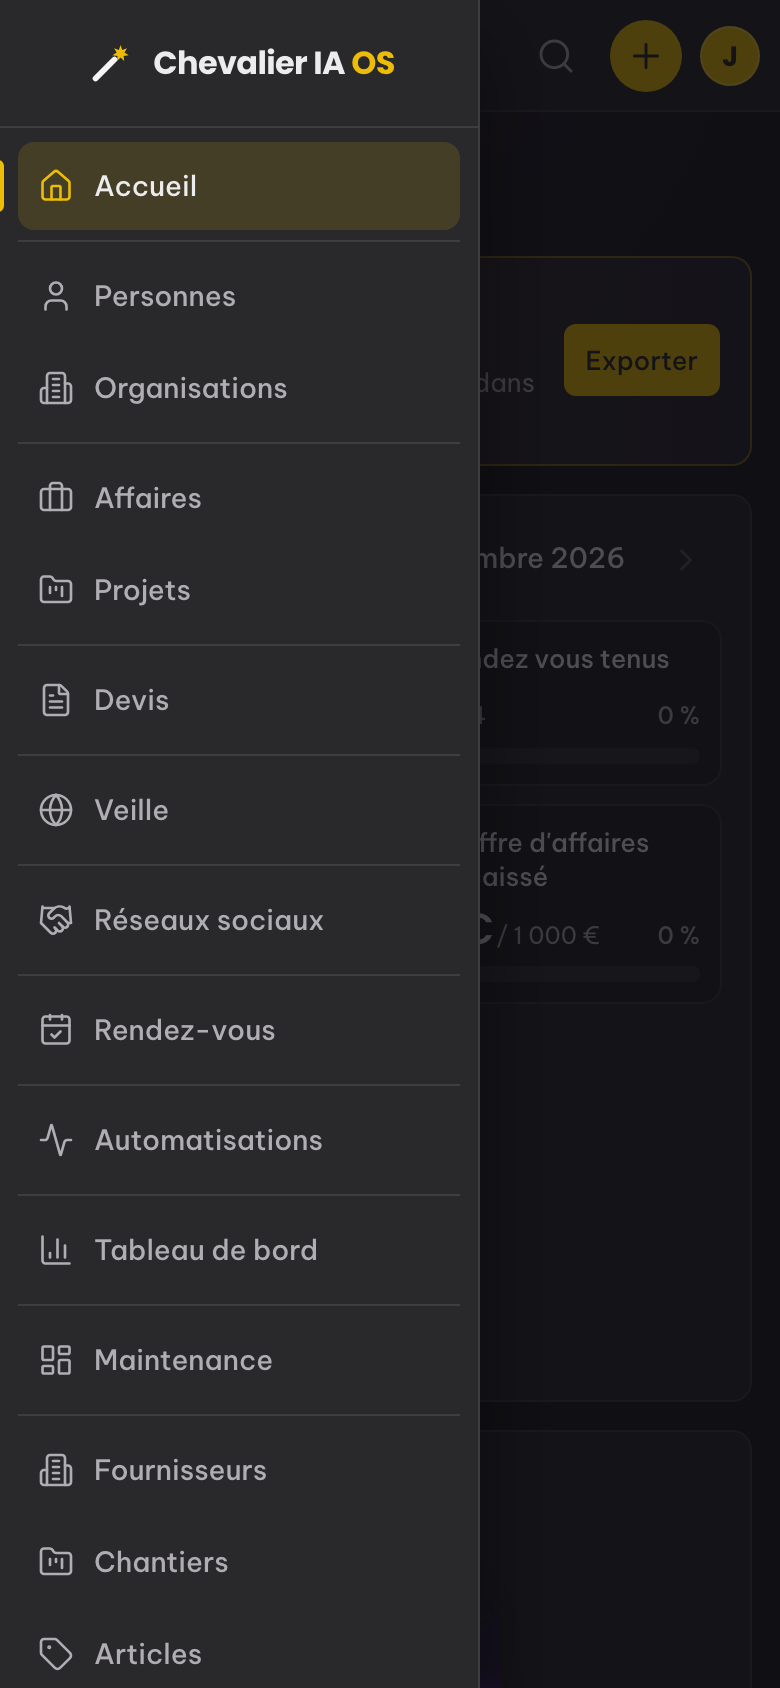 Chevalier IA OS
J
Accueil
Personnes
Organisations
Affaires
Projets
Devis
Veille
Réseaux sociaux
Rendez-vous
Automatisations
Tableau de bord
Maintenance
Fournisseurs
Chantiers
Articles
Exporter
dans
mbre 2026
dez vous tenus
0 %
ffre d'affaires
aissé
/ 1 000 €
0 %